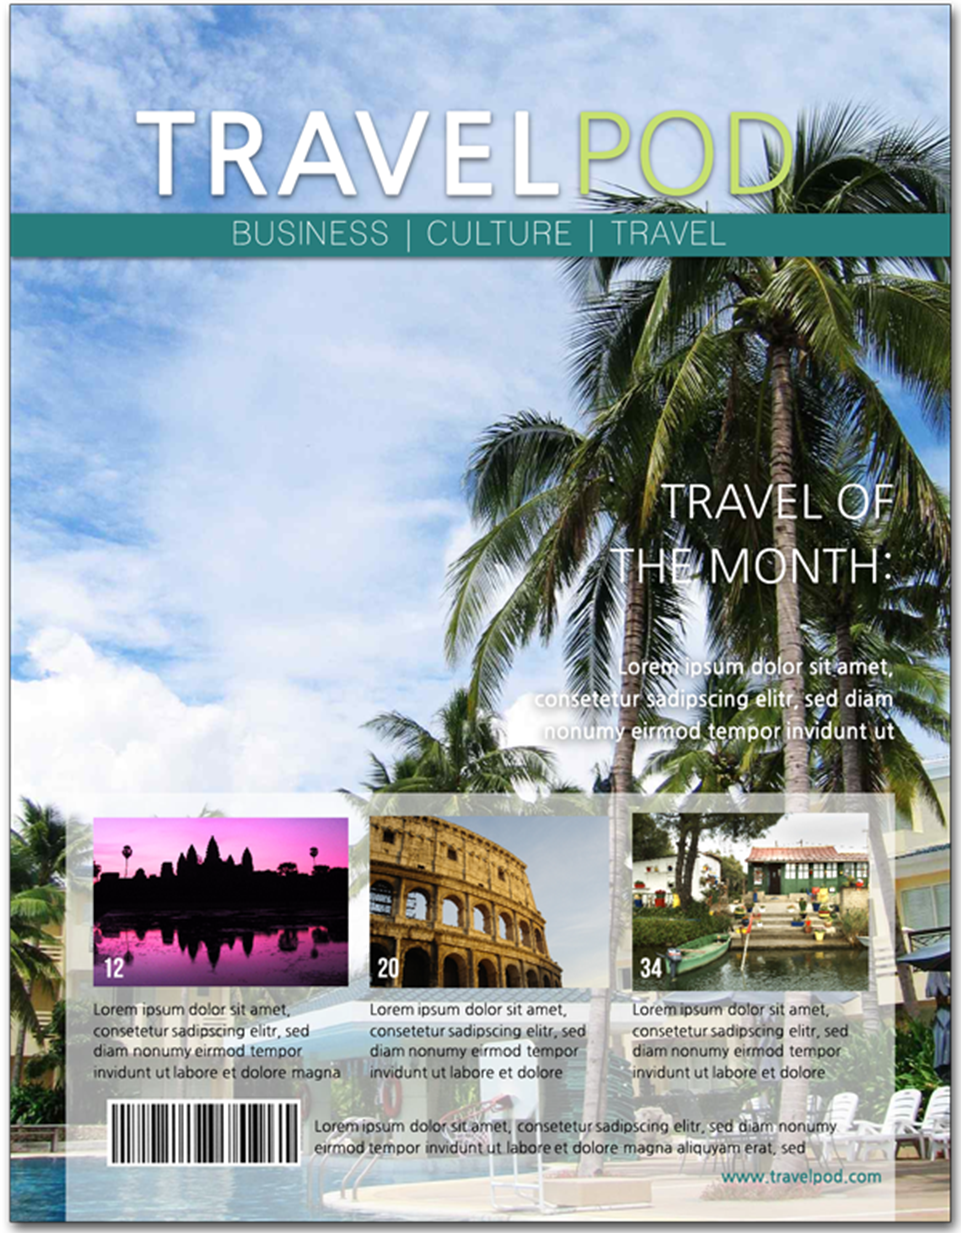 TRAVELPOD
BUSINESS | CULTURE | TRAVEL
TRAVEL OF
THE MONTH:
Lorem ipsum dolor sit amet,
consetetur sadipscing elitr, sed diam
nonumy eirmod tempor invidunt ut
12
Lorem ipsum dolor sit amet,
consetetur sadipscing elitr, sed
diam nonumy eirmod tempor
invidunt ut labore et dolore magna
20
Lorem ipsum dolor sit amet,
consetetur sadipscing elitr, sed
diam nonumy eirmod tempor
invidunt ut labore et dolore
34
Lorem ipsum dolor sit amet,
consetetur sadipscing elitr, sed
diam nonumy eirmod tempor
invidunt ut labore et dolore
Lorem ipsum dolor sit amet, consetetur sadipscing elitr, sed diam nonumy
eirmod tempor invidunt ut labore et dolore magna aliquyam erat, sed
www.travelpod.com